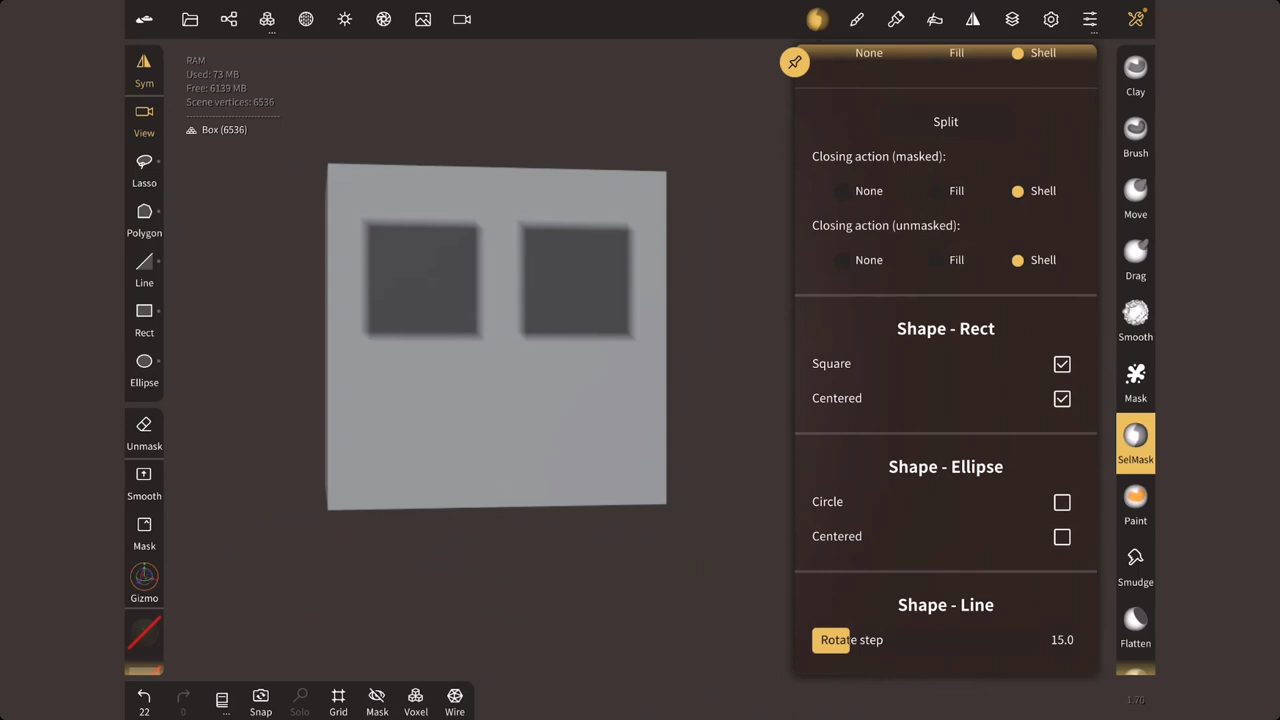 RAM
Used: 73 MB
Free: 6139 MB
Scene vertices: 6536
----------------------------
Box (6536)
Sym
View
Lasso
Polygon
Line
Rect
Ellipse
Unmask
Smooth
Mask
Gizmo
None Fill Shell
Split
Closing action (masked):
None Fill Shell
Closing action (unmasked):
None Fill Shell
Shape - Rect
Square
Centered
Shape - Ellipse
Circle
Centered
Shape - Line
Rotate step 15.0
Clay
Brush
Move
Drag
Smooth
Mask
SelMask
Paint
Smudge
Flatten
22 0 ... Snap Solo Grid Mask Voxel Wire
1.70